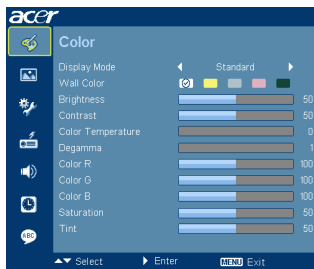 acer
Color
Display Mode Standard
Wall Color
Brightness 50
Contrast 50
Color Temperature 0
Degamma 1
Color R 100
Color G 100
Color B 100
Saturation 50
Tint 50
ABC
Select Enter MENU Exit